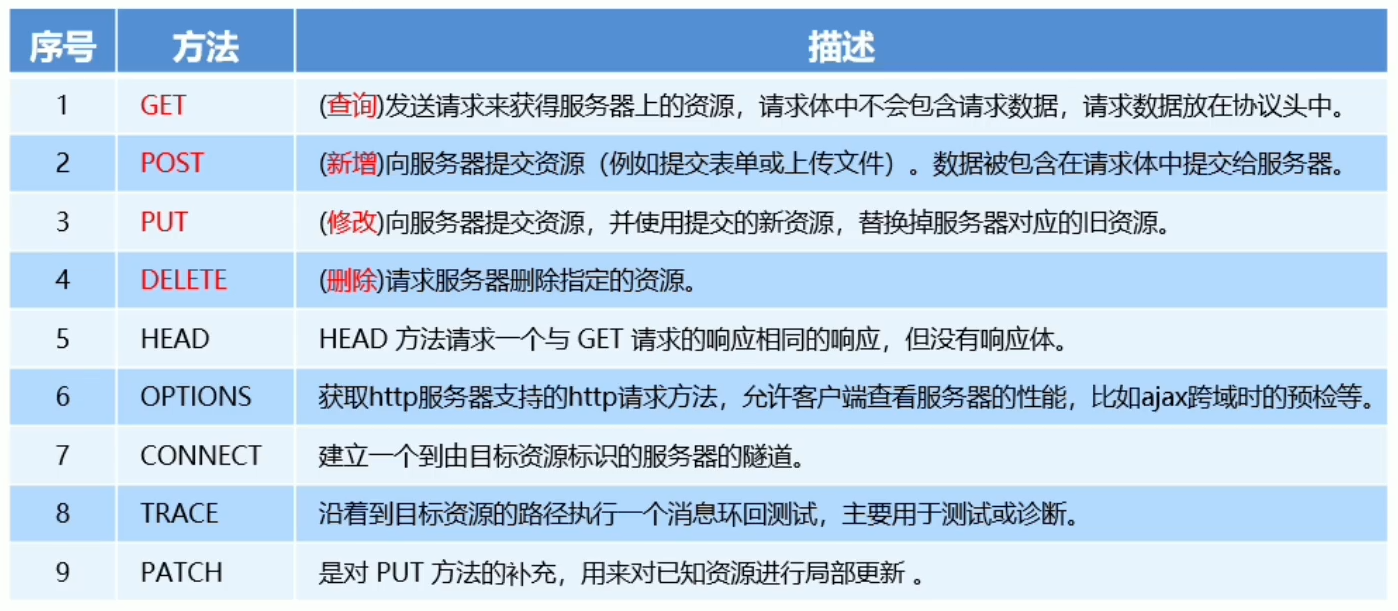 序号 方法 描述
1 GET (查询)发送请求来获得服务器上的资源，请求体中不会包含请求数据，请求数据放在协议头中。
2 POST (新增)向服务器提交资源（例如提交表单或上传文件）。数据被包含在请求体中提交给服务器。
3 PUT (修改)向服务器提交资源，并使用提交的新资源，替换掉服务器对应的旧资源。
4 DELETE (删除)请求服务器删除指定的资源。
5 HEAD HEAD 方法请求一个与 GET 请求的响应相同的响应，但没有响应体。
6 OPTIONS 获取http服务器支持的http请求方法，允许客户端查看服务器的性能，比如ajax跨域时的预检等。
7 CONNECT 建立一个到由目标资源标识的服务器的隧道。
8 TRACE 沿着到目标资源的路径执行一个消息环回测试，主要用于测试或诊断。
9 PATCH 是对 PUT 方法的补充，用来对已知资源进行局部更新 。